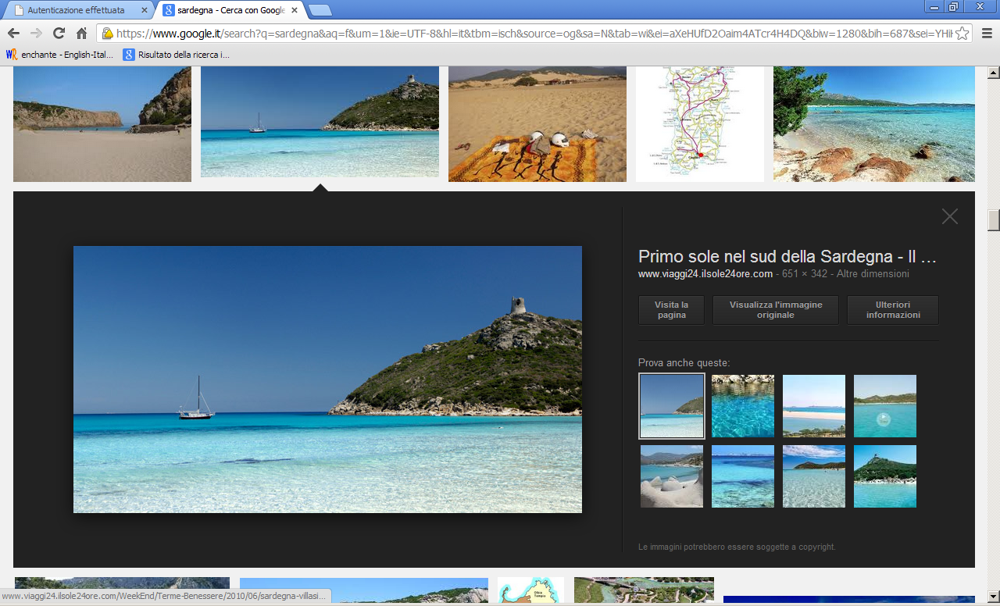 Autenticazione effettuata
sardegna - Cerca con Google
https://www.google.it/search?q=sardegna&aq=f&um=1&ie=UTF-8&hl=it&tbm=isch&source=og&sa=N&tab=wi&ei=aXeHUfD2Oaim4ATcr4H4DQ&biw=1280&bih=687&sei=YHiH
enchante - English-Ital...
Risultato della ricerca i...
Primo sole nel sud della Sardegna - Il ...
www.viaggi24.ilsole24ore.com - 651 × 342 - Altre dimensioni
Visita la pagina
Visualizza l'immagine originale
Ulteriori informazioni
Prova anche queste:
Le immagini potrebbero essere soggette a copyright.
Olbia
Tempio
www.viaggi24.ilsole24ore.com/WeekEnd/Terme-Benessere/2010/06/sardegna-villasi...